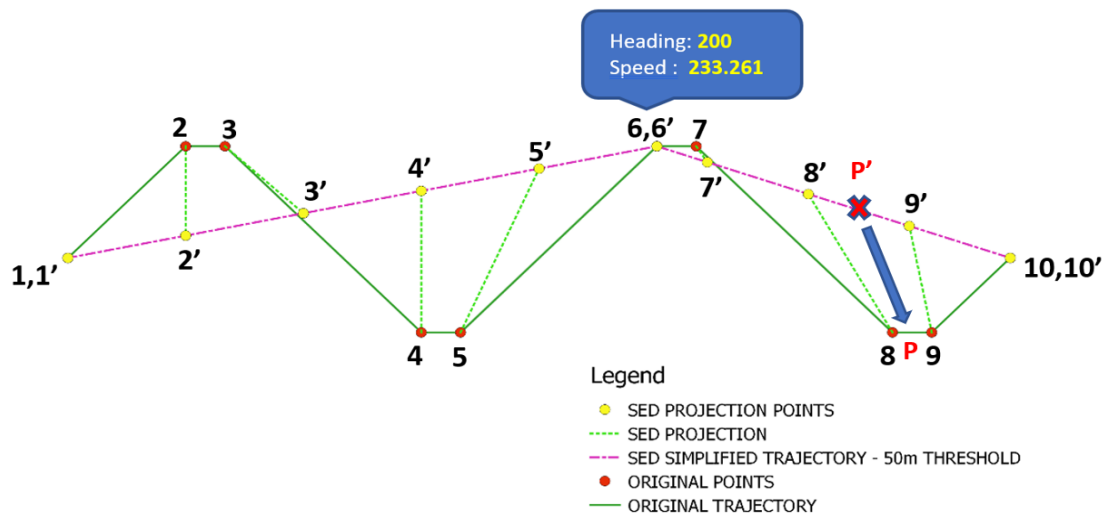 Heading: 200
Speed : 233.261
2 3 6,6’ 7
4’ 5’ 7’ 8’ P’ 9’
3’
1,1’ 2’ 10,10’
4 5 8 P 9
Legend
SED PROJECTION POINTS
SED PROJECTION
SED SIMPLIFIED TRAJECTORY - 50m THRESHOLD
ORIGINAL POINTS
ORIGINAL TRAJECTORY